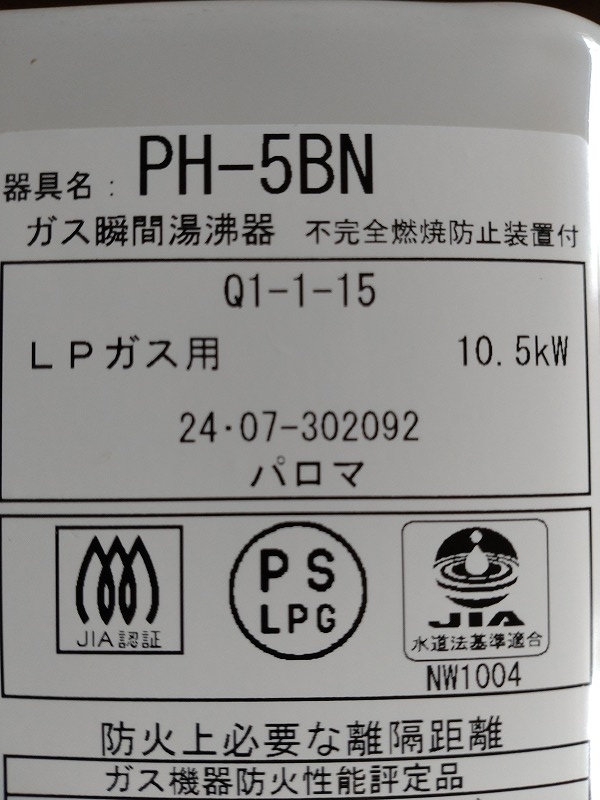 器具名： PH-5BN
ガス瞬間湯沸器 不完全燃焼防止装置付
Q1-1-15
LPガス用 10.5kW
24・07-302092
パロマ
JIA認証
PS
LPG
JIA
水道法基準適合
NW1004
防火上必要な離隔距離
ガス機器防火性能評定品